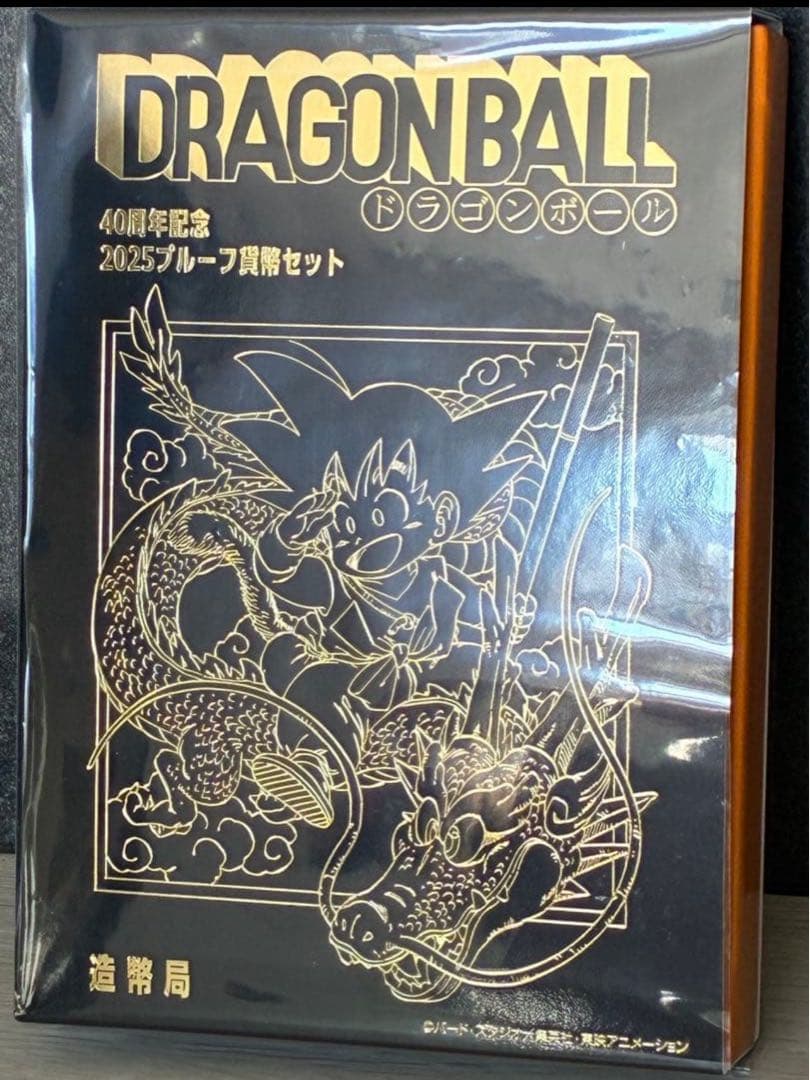 DRAGON BALL
ドラゴンボール
40周年記念
2025プルーフ貨幣セット
造幣局
©バード・スタジオ/集英社・東映アニメーション